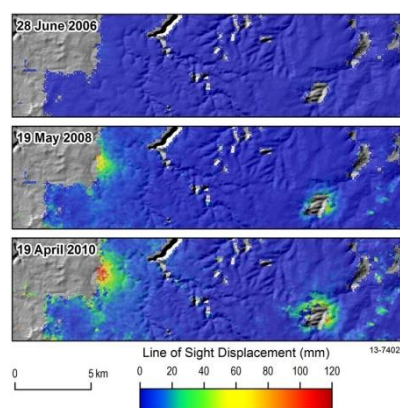 28 June 2006
19 May 2008
19 April 2010
13-7402
Line of Sight Displacement (mm)
0 5 km
0 20 40 60 80 100 120